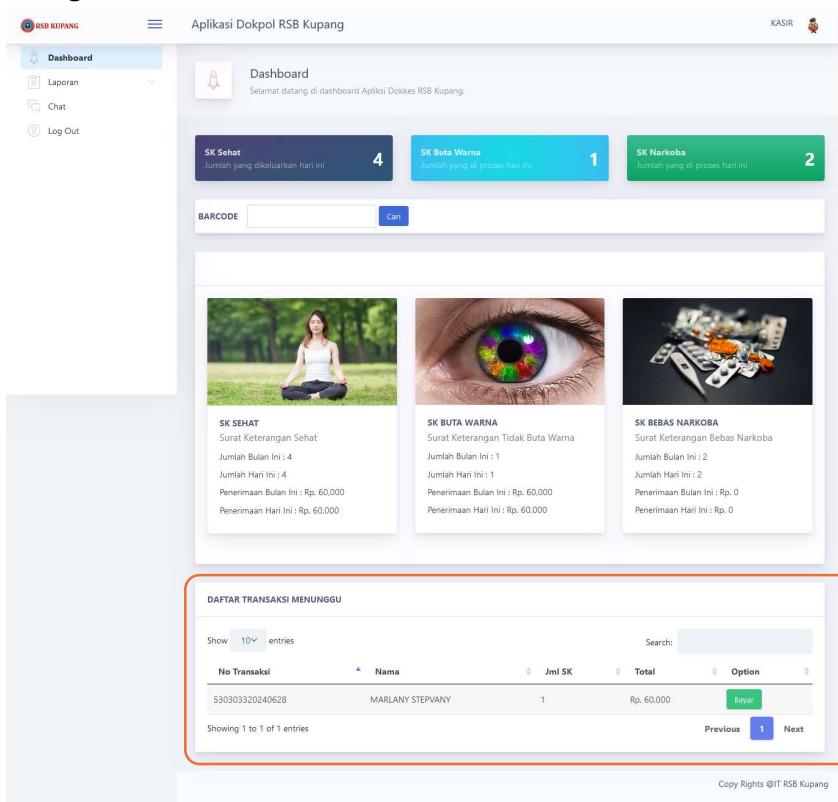 RSB KUPANG
Aplikasi Dokpol RSB Kupang
KASIR
Dashboard
Laporan
Chat
Log Out
Dashboard
Selamat datang di dashboard Apliksi Dokkes RSB Kupang.
SK Sehat
Jumlah yang dikeluarkan hari ini
4
SK Buta Warna
Jumlah yang di proses hari ini
1
SK Narkoba
Jumlah yang di proses hari ini
2
BARCODE Cari
SK SEHAT
Surat Keterangan Sehat
Jumlah Bulan Ini : 4
Jumlah Hari Ini : 4
Penerimaan Bulan Ini : Rp. 60,000
Penerimaan Hari Ini : Rp. 60,000
SK BUTA WARNA
Surat Keterangan Tidak Buta Warna
Jumlah Bulan Ini : 1
Jumlah Hari Ini : 1
Penerimaan Bulan Ini : Rp. 60,000
Penerimaan Hari Ini : Rp. 60,000
SK BEBAS NARKOBA
Surat Keterangan Bebas Narkoba
Jumlah Bulan Ini : 2
Jumlah Hari Ini : 2
Penerimaan Bulan Ini : Rp. 0
Penerimaan Hari Ini : Rp. 0
DAFTAR TRANSAKSI MENUNGGU
Show 10 entries Search:
No Transaksi Nama Jml SK Total Option
530303320240628 MARLANY STEPVANY 1 Rp. 60,000 Bayar
Showing 1 to 1 of 1 entries Previous 1 Next
Copy Rights @IT RSB Kupang